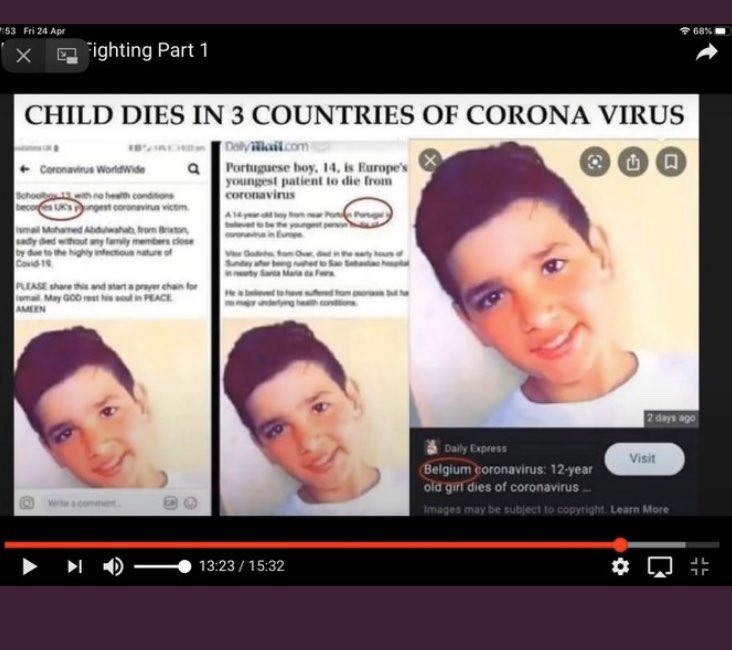 :53 Fri 24 Apr
68%
Fighting Part 1
CHILD DIES IN 3 COUNTRIES OF CORONA VIRUS
Coronavirus WorldWide
Schoolboy, 13, with no health conditions
becomes UK's youngest coronavirus victim.
Ismail Mohamed Abdulwahab, from Brixton,
sadly died without any family members close
by due to the highly infectious nature of
Covid-19.
PLEASE share this and start a prayer chain for
Ismail. May GOD rest his soul in PEACE.
AMEEN
Write a comment...
GIF
Daily Mail.com
Portuguese boy, 14, is Europe's
youngest patient to die from
coronavirus
A 14-year-old boy from near Porto in Portugal is
believed to be the youngest person to die of
coronavirus in Europe.
Vitor Godinho, from Ovar, died in the early hours of
Sunday after being rushed to Sao Sebastiao hospital
in nearby Santa Maria da Feira.
He is believed to have suffered from psoriasis but ha
no major underlying health conditions.
2 days ago
Daily Express
Belgium coronavirus: 12-year
old girl dies of coronavirus ...
Visit
Images may be subject to copyright. Learn More
13:23 / 15:32